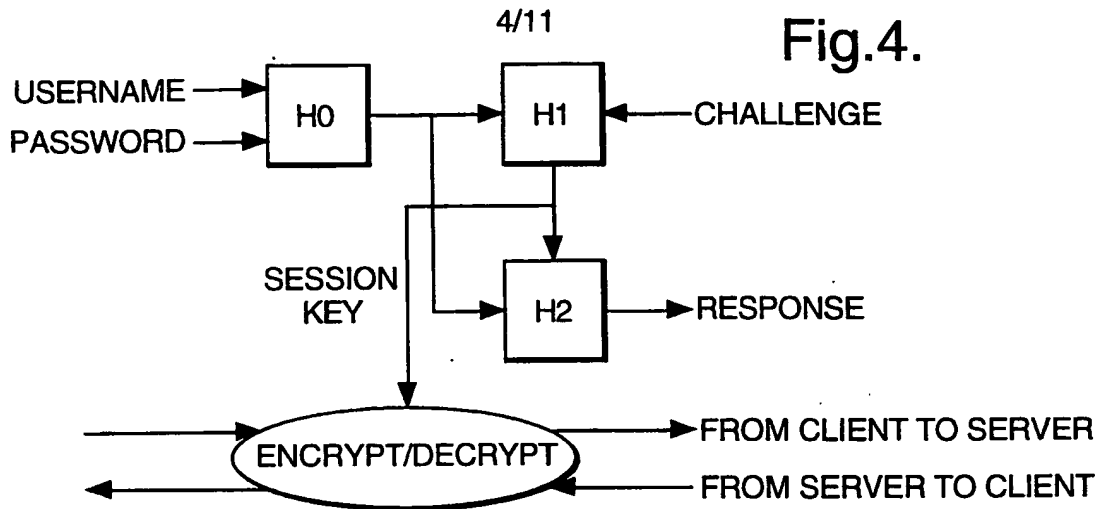 4/11
Fig.4.
USERNAME
PASSWORD
H0
H1
CHALLENGE
SESSION
KEY
H2
RESPONSE
ENCRYPT/DECRYPT
FROM CLIENT TO SERVER
FROM SERVER TO CLIENT